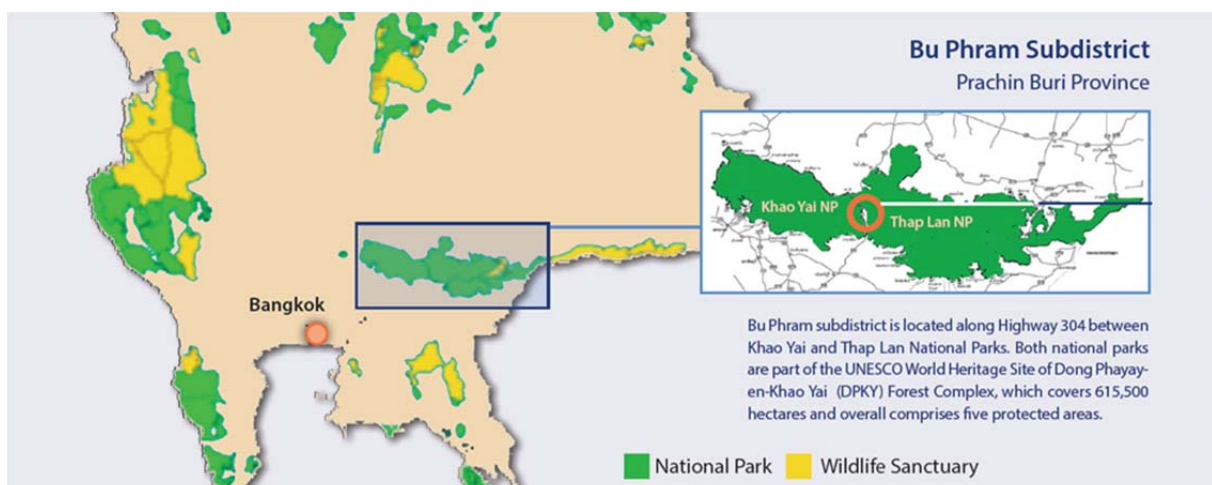 Bu Phram Subdistrict
Prachin Buri Province
Khao Yai NP
Thap Lan NP
Bangkok
Bu Phram subdistrict is located along Highway 304 between
Khao Yai and Thap Lan National Parks. Both national parks
are part of the UNESCO World Heritage Site of Dong Phayay-
en-Khao Yai (DPKY) Forest Complex, which covers 615,500
hectares and overall comprises five protected areas.
National Park
Wildlife Sanctuary